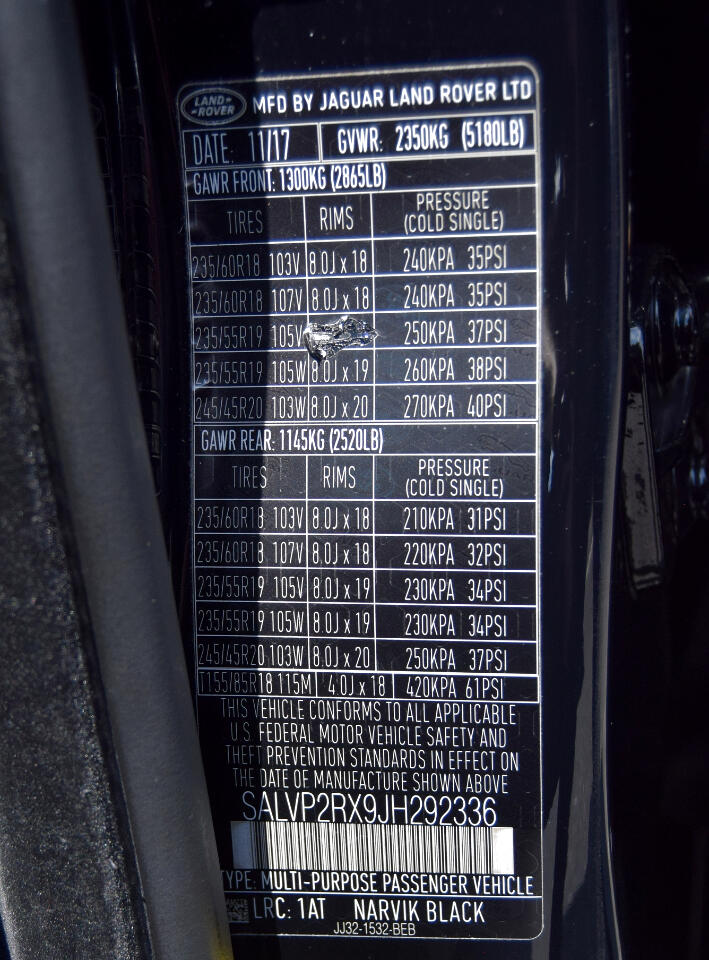 LAND ROVER MFD BY JAGUAR LAND ROVER LTD
DATE: 11/17 GVWR: 2350KG (5180LB)
GAWR FRONT: 1300KG (2865LB)
TIRES RIMS PRESSURE (COLD SINGLE)
235/60R18 103V 8.0J x 18 240KPA 35PSI
235/60R18 107V 8.0J x 18 240KPA 35PSI
235/55R19 105V 250KPA 37PSI
235/55R19 105W 8.0J x 19 260KPA 38PSI
245/45R20 103W 8.0J x 20 270KPA 40PSI
GAWR REAR: 1145KG (2520LB)
TIRES RIMS PRESSURE (COLD SINGLE)
235/60R18 103V 8.0J x 18 210KPA 31PSI
235/60R18 107V 8.0J x 18 220KPA 32PSI
235/55R19 105V 8.0J x 19 230KPA 34PSI
235/55R19 105W 8.0J x 19 230KPA 34PSI
245/45R20 103W 8.0J x 20 250KPA 37PSI
T155/85R18 115M 4.0J x 18 420KPA 61PSI
THIS VEHICLE CONFORMS TO ALL APPLICABLE
U.S. FEDERAL MOTOR VEHICLE SAFETY AND
THEFT PREVENTION STANDARDS IN EFFECT ON
THE DATE OF MANUFACTURE SHOWN ABOVE
SALVP2RX9JH292336
TYPE: MULTI-PURPOSE PASSENGER VEHICLE
LRC: 1AT NARVIK BLACK
JJ32-1532-BEB